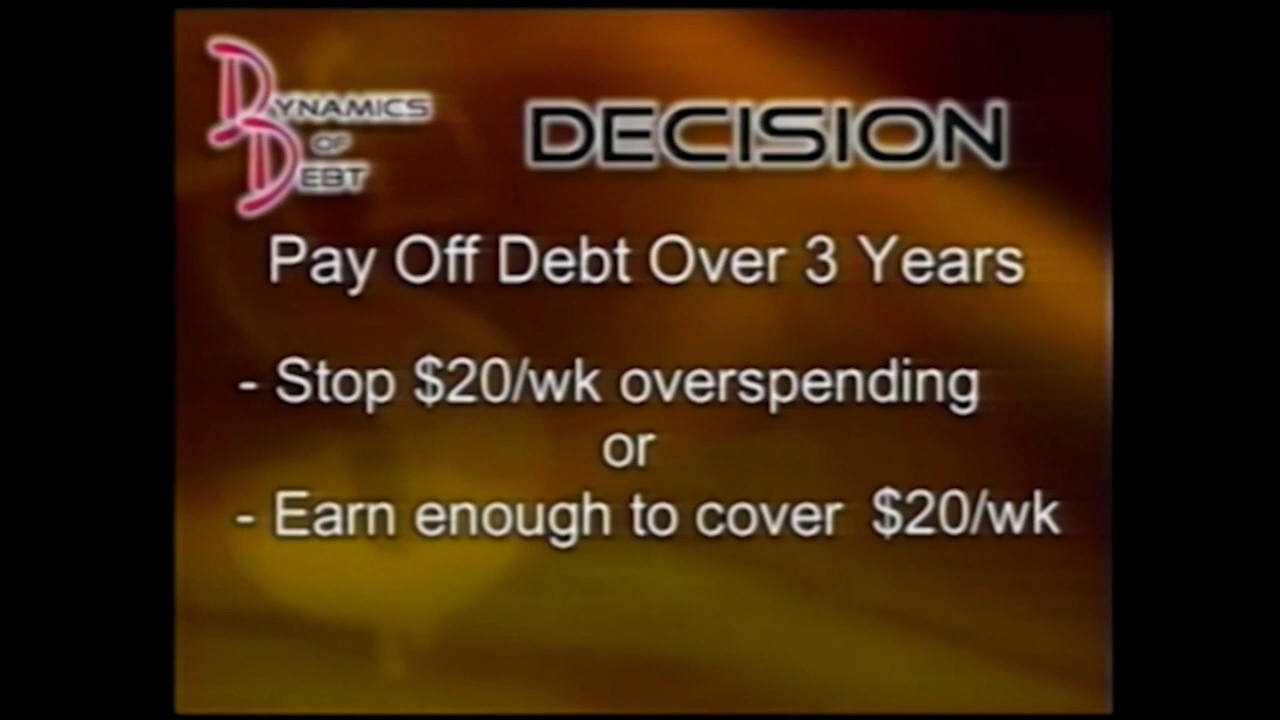 DYNAMICS
OF
DEBT
DECISION
Pay Off Debt Over 3 Years
- Stop $20/wk overspending
or
- Earn enough to cover $20/wk